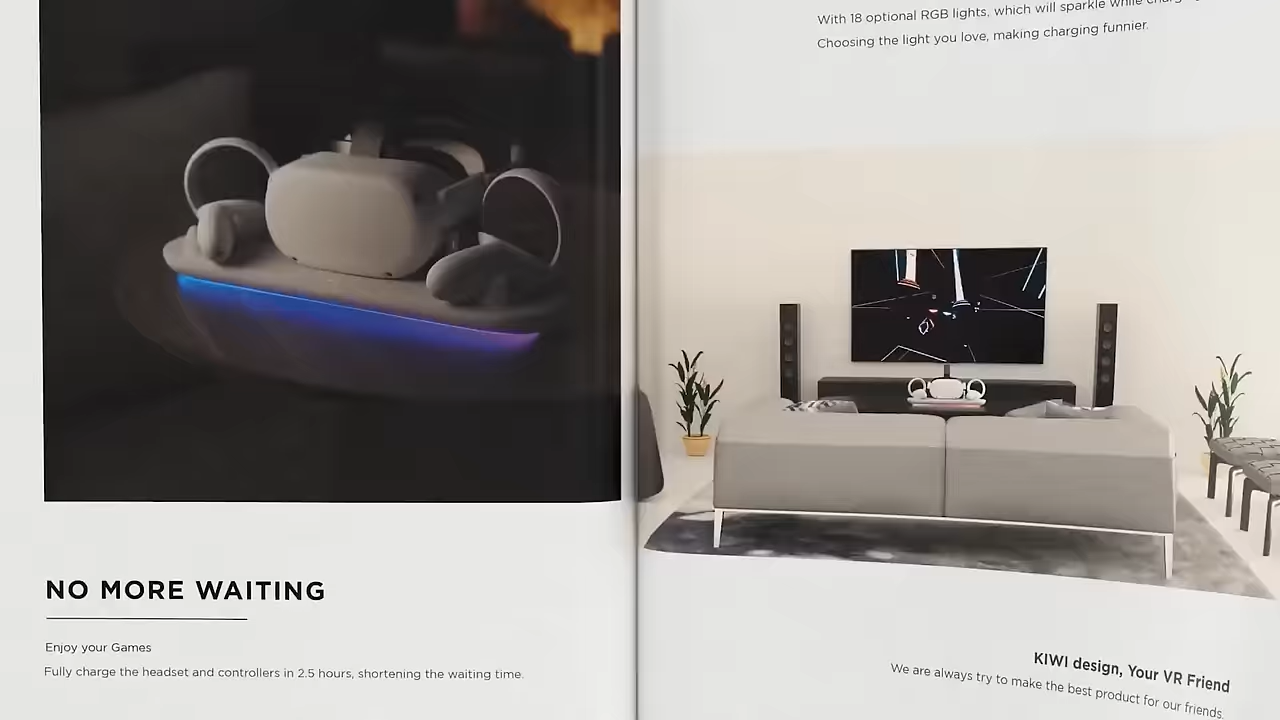 NO MORE WAITING
Enjoy your Games
Fully charge the headset and controllers in 2.5 hours, shortening the waiting time.
With 18 optional RGB lights, which will sparkle while
Choosing the light you love, making charging funnier.
KIWI design, Your VR Friend
We are always try to make the best product for our friends.